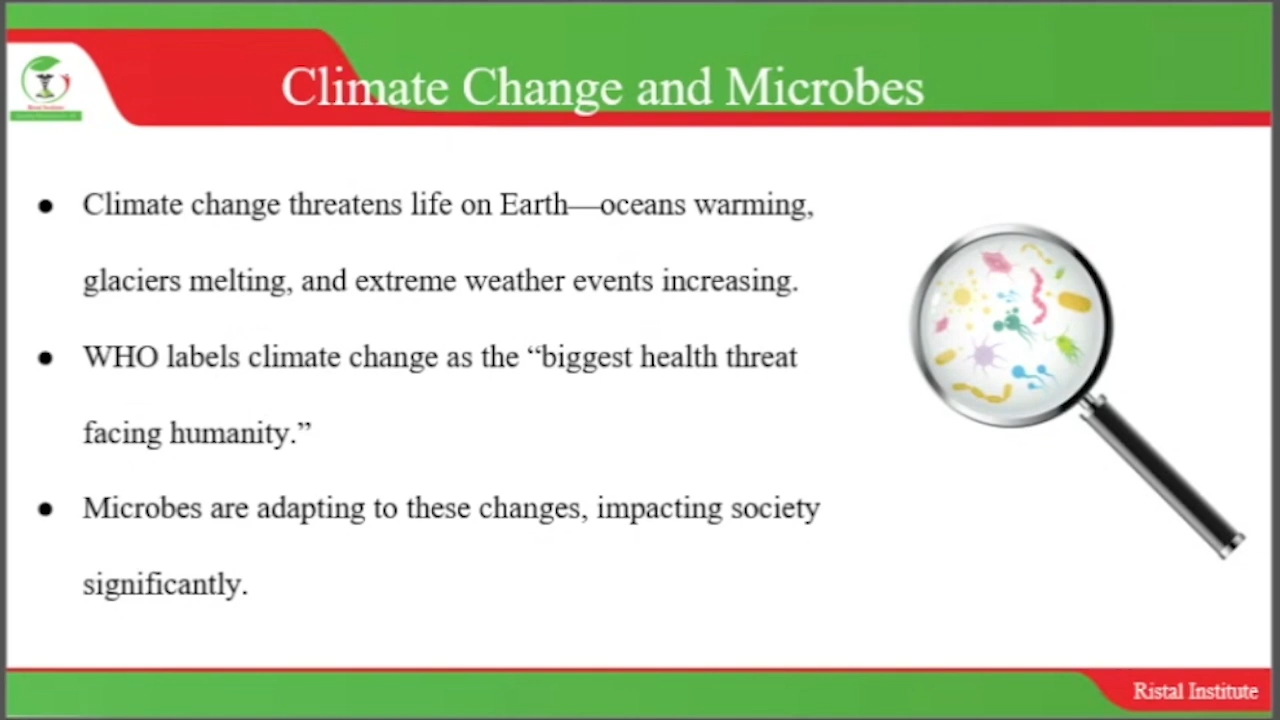 Climate Change and Microbes
● Climate change threatens life on Earth—oceans warming,
glaciers melting, and extreme weather events increasing.
● WHO labels climate change as the “biggest health threat
facing humanity.”
● Microbes are adapting to these changes, impacting society
significantly.
Ristal Institute